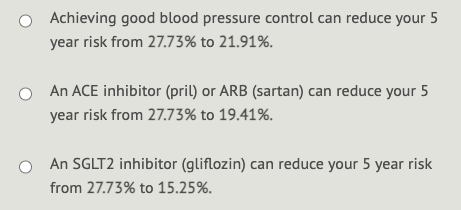 Achieving good blood pressure control can reduce your 5
year risk from 27.73% to 21.91%.
An ACE inhibitor (pril) or ARB (sartan) can reduce your 5
year risk from 27.73% to 19.41%.
An SGLT2 inhibitor (gliflozin) can reduce your 5 year risk
from 27.73% to 15.25%.